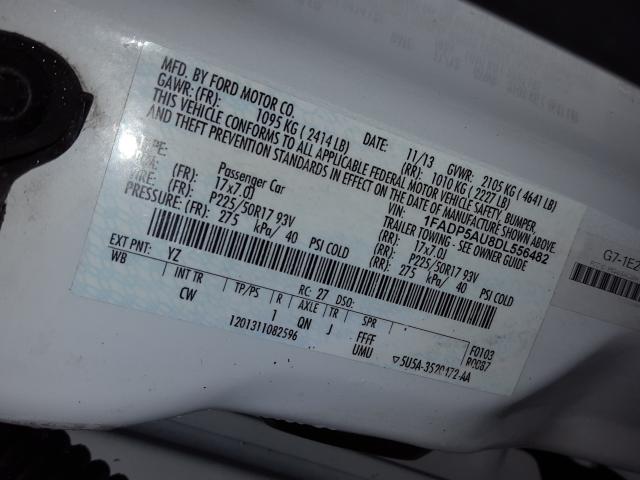 MFD. BY FORD MOTOR CO.
DATE: 11/13 GVWR: 2105 KG ( 4641 LB)
GAWR:(FR): 1095 KG ( 2414 LB) (RR): 1010 KG ( 2227 LB)
THIS VEHICLE CONFORMS TO ALL APPLICABLE FEDERAL MOTOR VEHICLE SAFETY, BUMPER,
AND THEFT PREVENTION STANDARDS IN EFFECT ON THE DATE OF MANUFACTURE SHOWN ABOVE.
VIN: 1FADP5AU8DL556482
TYPE: Passenger Car TRAILER TOWING - SEE OWNER GUIDE
RIM: (FR): 17x7.0J (RR): 17x7.0J
TIRE: (FR): P225/50R17 93V (RR): P225/50R17 93V
PRESSURE: (FR): 275 kPa/ 40 PSI COLD (RR): 275 kPa/ 40 PSI COLD
EXT PNT: YZ RC: 27 DSO:
WB INT TR TP/PS R AXLE TR SPR
CW 1 QN J FFFF F0103
1201311082596 UMU
5U5A-3520472-AA
G7-1E2